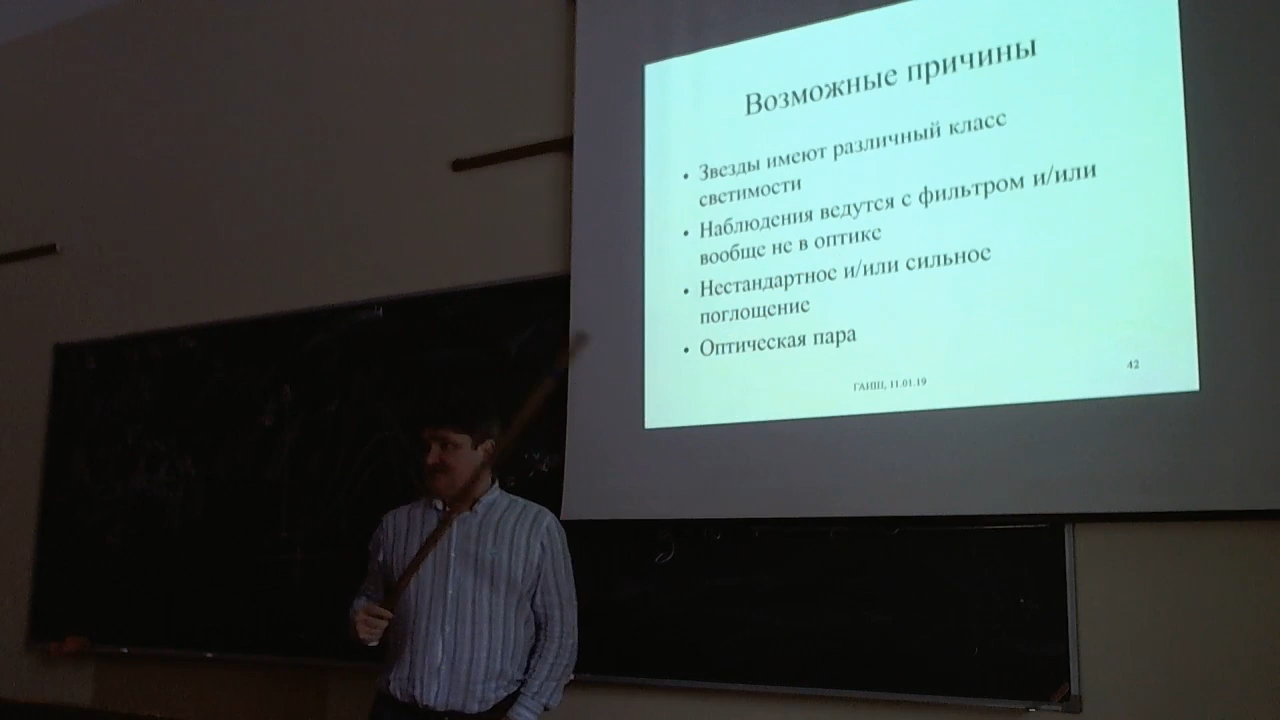 Возможные причины
• Звезды имеют различный класс
светимости
• Наблюдения ведутся с фильтром и/или
вообще не в оптике
• Нестандартное и/или сильное
поглощение
• Оптическая пара
ГАИШ, 11.01.19
42